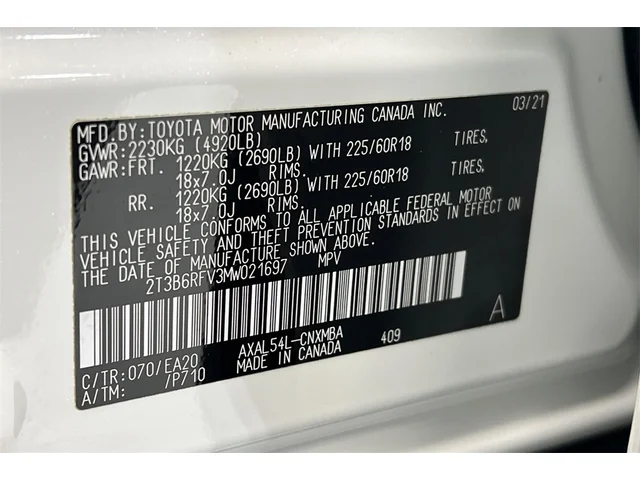 MFD. BY: TOYOTA MOTOR MANUFACTURING CANADA INC. 03/21
GVWR: 2230KG (4920LB)
GAWR: FRT. 1220KG (2690LB) WITH 225/60R18 TIRES,
18x7.0J RIMS.
RR. 1220KG (2690LB) WITH 225/60R18 TIRES,
18x7.0J RIMS.
THIS VEHICLE CONFORMS TO ALL APPLICABLE FEDERAL MOTOR
VEHICLE SAFETY AND THEFT PREVENTION STANDARDS IN EFFECT ON
THE DATE OF MANUFACTURE SHOWN ABOVE.
2T3B6RFV3MW021697 MPV
A
C/TR: 070/EA20 AXAL54L-CNXMBA 409
A/TM: /P710 MADE IN CANADA